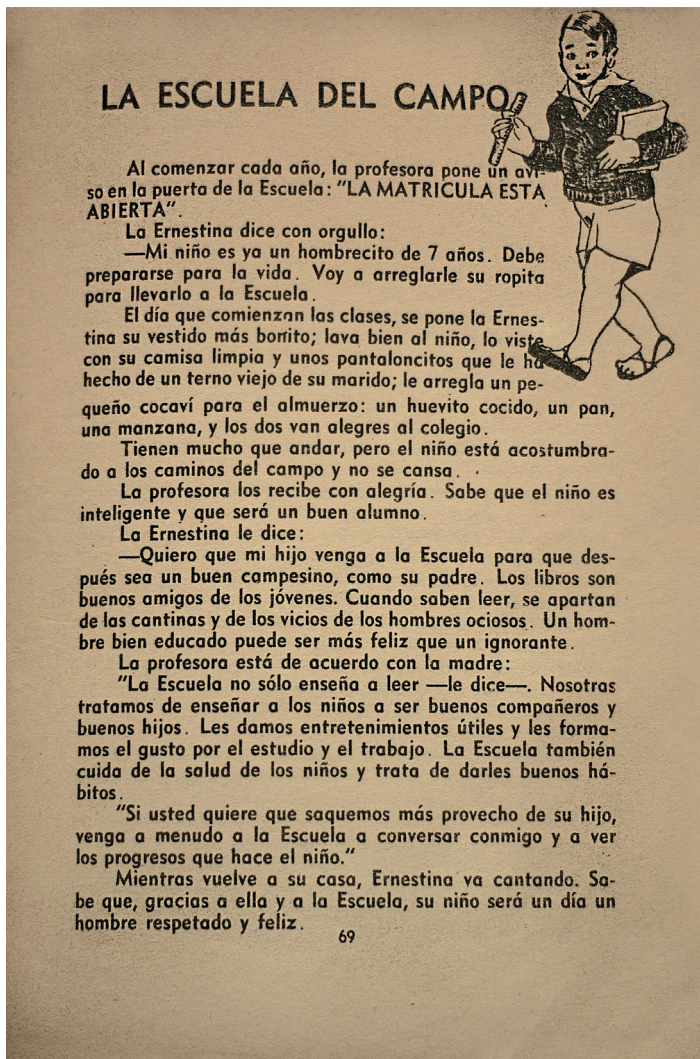 LA ESCUELA DEL CAMPO
Al comenzar cada año, la profesora pone un avi-
so en la puerta de la Escuela: "LA MATRICULA ESTA
ABIERTA".
La Ernestina dice con orgullo:
—Mi niño es ya un hombrecito de 7 años. Debe
prepararse para la vida. Voy a arreglarle su ropita
para llevarlo a la Escuela.
El día que comienzan las clases, se pone la Ernes-
tina su vestido más bonito; lava bien al niño, lo viste
con su camisa limpia y unos pantaloncitos que le ha
hecho de un terno viejo de su marido; le arregla un pe-
queño cocaví para el almuerzo: un huevito cocido, un pan,
una manzana, y los dos van alegres al colegio.
Tienen mucho que andar, pero el niño está acostumbra-
do a los caminos del campo y no se cansa.
La profesora los recibe con alegría. Sabe que el niño es
inteligente y que será un buen alumno.
La Ernestina le dice:
—Quiero que mi hijo venga a la Escuela para que des-
pués sea un buen campesino, como su padre. Los libros son
buenos amigos de los jóvenes. Cuando saben leer, se apartan
de las cantinas y de los vicios de los hombres ociosos. Un hom-
bre bien educado puede ser más feliz que un ignorante.
La profesora está de acuerdo con la madre:
"La Escuela no sólo enseña a leer —le dice—. Nosotras
tratamos de enseñar a los niños a ser buenos compañeros y
buenos hijos. Les damos entretenimientos útiles y les forma-
mos el gusto por el estudio y el trabajo. La Escuela también
cuida de la salud de los niños y trata de darles buenos há-
bitos.
"Si usted quiere que saquemos más provecho de su hijo,
venga a menudo a la Escuela a conversar conmigo y a ver
los progresos que hace el niño."
Mientras vuelve a su casa, Ernestina va cantando. Sa-
be que, gracias a ella y a la Escuela, su niño será un día un
hombre respetado y feliz.
69